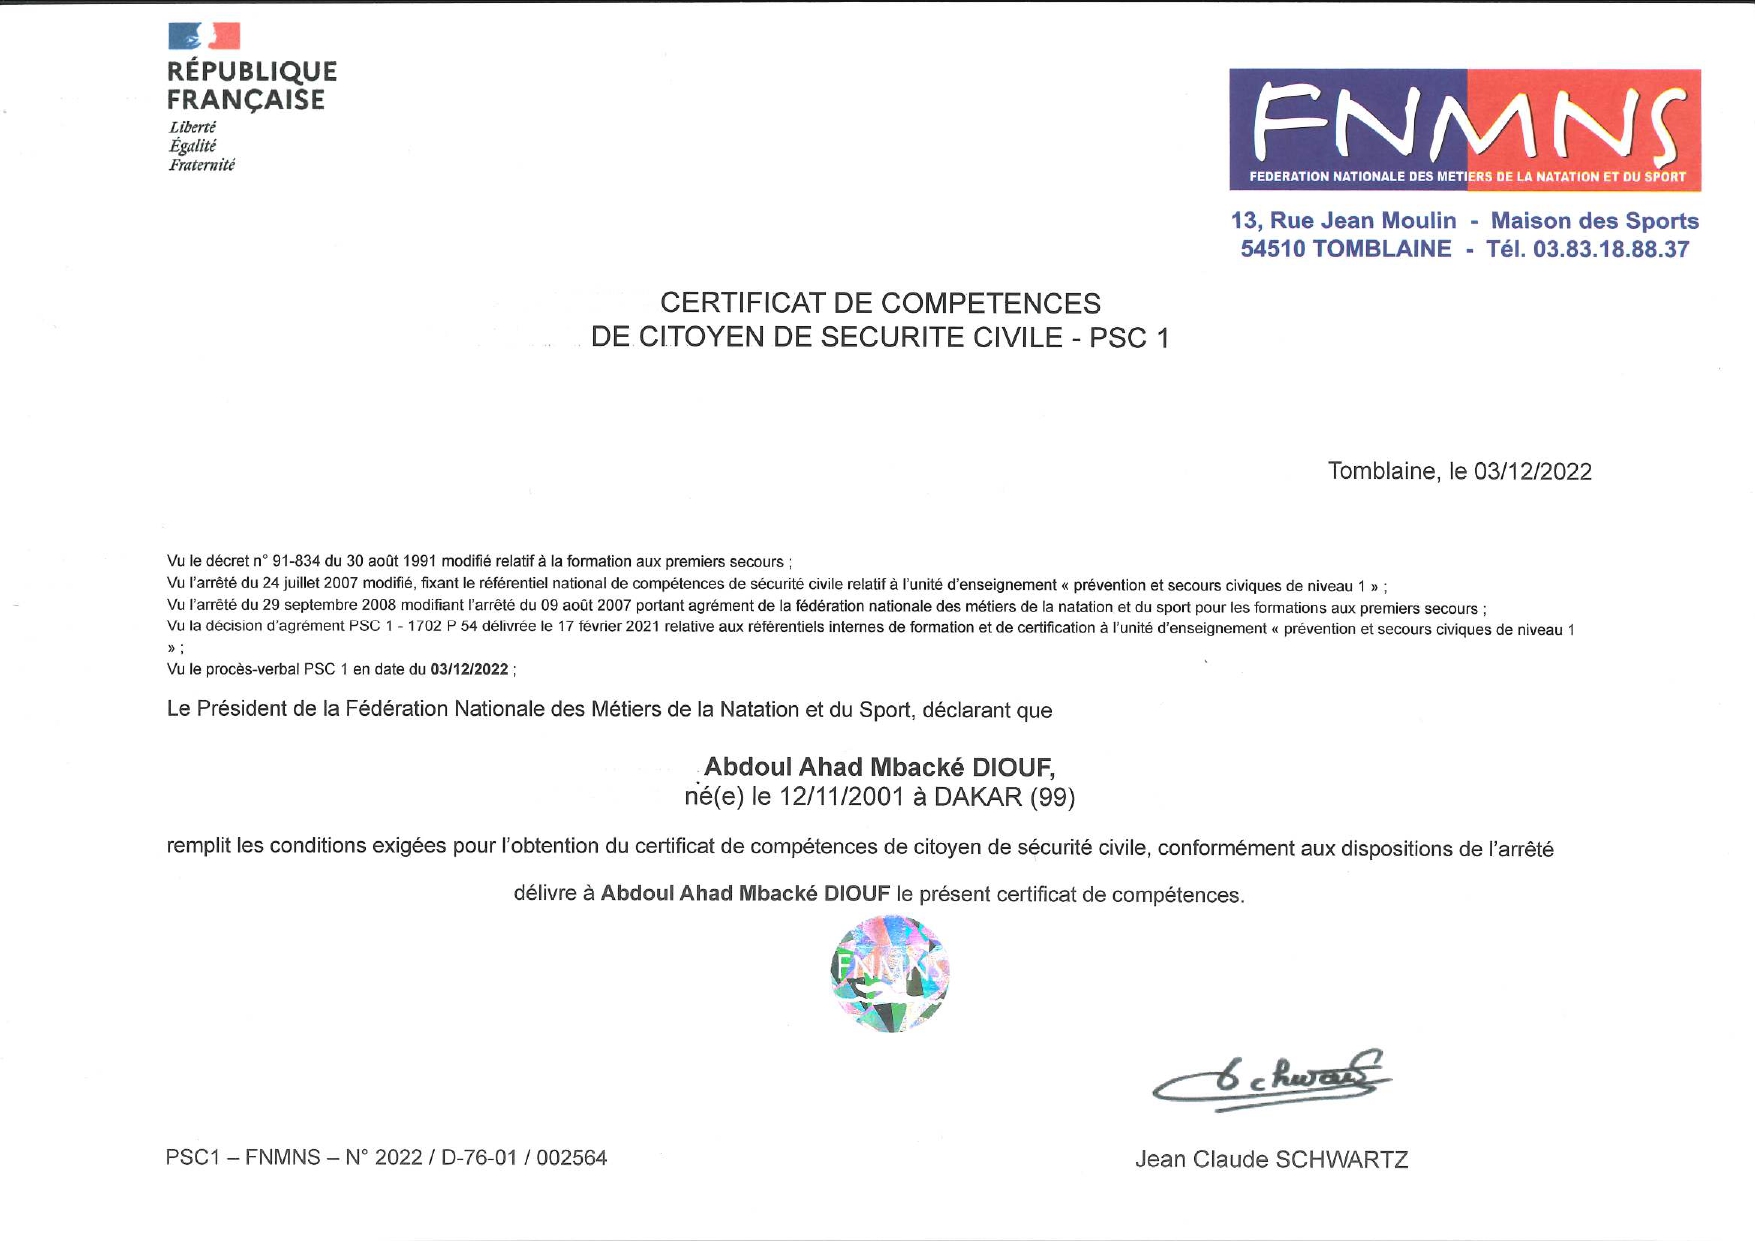 RÉPUBLIQUE
FRANÇAISE
Liberté
Égalité
Fraternité
FNMNS
FEDERATION NATIONALE DES METIERS DE LA NATATION ET DU SPORT
13, Rue Jean Moulin - Maison des Sports
54510 TOMBLAINE - Tél. 03.83.18.88.37
CERTIFICAT DE COMPETENCES
DE CITOYEN DE SECURITE CIVILE - PSC 1
Tomblaine, le 03/12/2022
Vu le décret n° 91-834 du 30 août 1991 modifié relatif à la formation aux premiers secours ;
Vu l'arrêté du 24 juillet 2007 modifié, fixant le référentiel national de compétences de sécurité civile relatif à l'unité d'enseignement « prévention et secours civiques de niveau 1 » ;
Vu l'arrêté du 29 septembre 2008 modifiant l'arrêté du 09 août 2007 portant agrément de la fédération nationale des métiers de la natation et du sport pour les formations aux premiers secours ;
Vu la décision d'agrément PSC 1 - 1702 P 54 délivrée le 17 février 2021 relative aux référentiels internes de formation et de certification à l'unité d'enseignement « prévention et secours civiques de niveau 1
» ;
Vu le procès-verbal PSC 1 en date du 03/12/2022 ;
Le Président de la Fédération Nationale des Métiers de la Natation et du Sport, déclarant que
Abdoul Ahad Mbacké DIOUF,
né(e) le 12/11/2001 à DAKAR (99)
remplit les conditions exigées pour l'obtention du certificat de compétences de citoyen de sécurité civile, conformément aux dispositions de l'arrêté
délivre à Abdoul Ahad Mbacké DIOUF le présent certificat de compétences.
FNMNS
Schwartz
PSC1 – FNMNS – N° 2022 / D-76-01 / 002564
Jean Claude SCHWARTZ